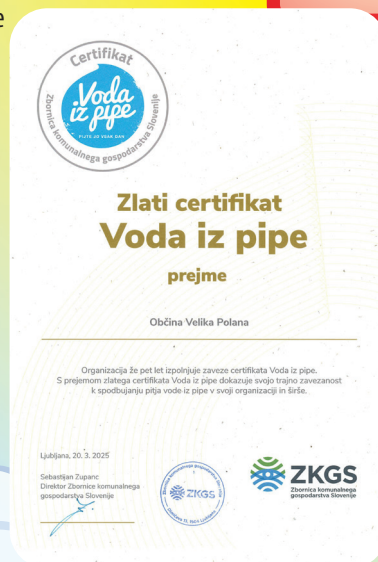 e
Certifikat
Voda
iz pipe
PIJTE JO VSAK DAN
Zbornica komunalnega gospodarstva Slovenije
Zlati certifikat
Voda iz pipe
prejme
Občina Velika Polana
Organizacija že pet let izpolnjuje zaveze certifikata Voda iz pipe.
S prejemom zlatega certifikata Voda iz pipe dokazuje svojo trajno zavezanost
k spodbujanju pitja vode iz pipe v svoji organizaciji in širše.
Ljubljana, 20. 3. 2025
Sebastijan Zupanc
Direktor Zbornice komunalnega
gospodarstva Slovenije
Zbornica komunalnega gospodarstva
ZKGS
ZKGS
Zbornica komunalnega
gospodarstva Slovenije